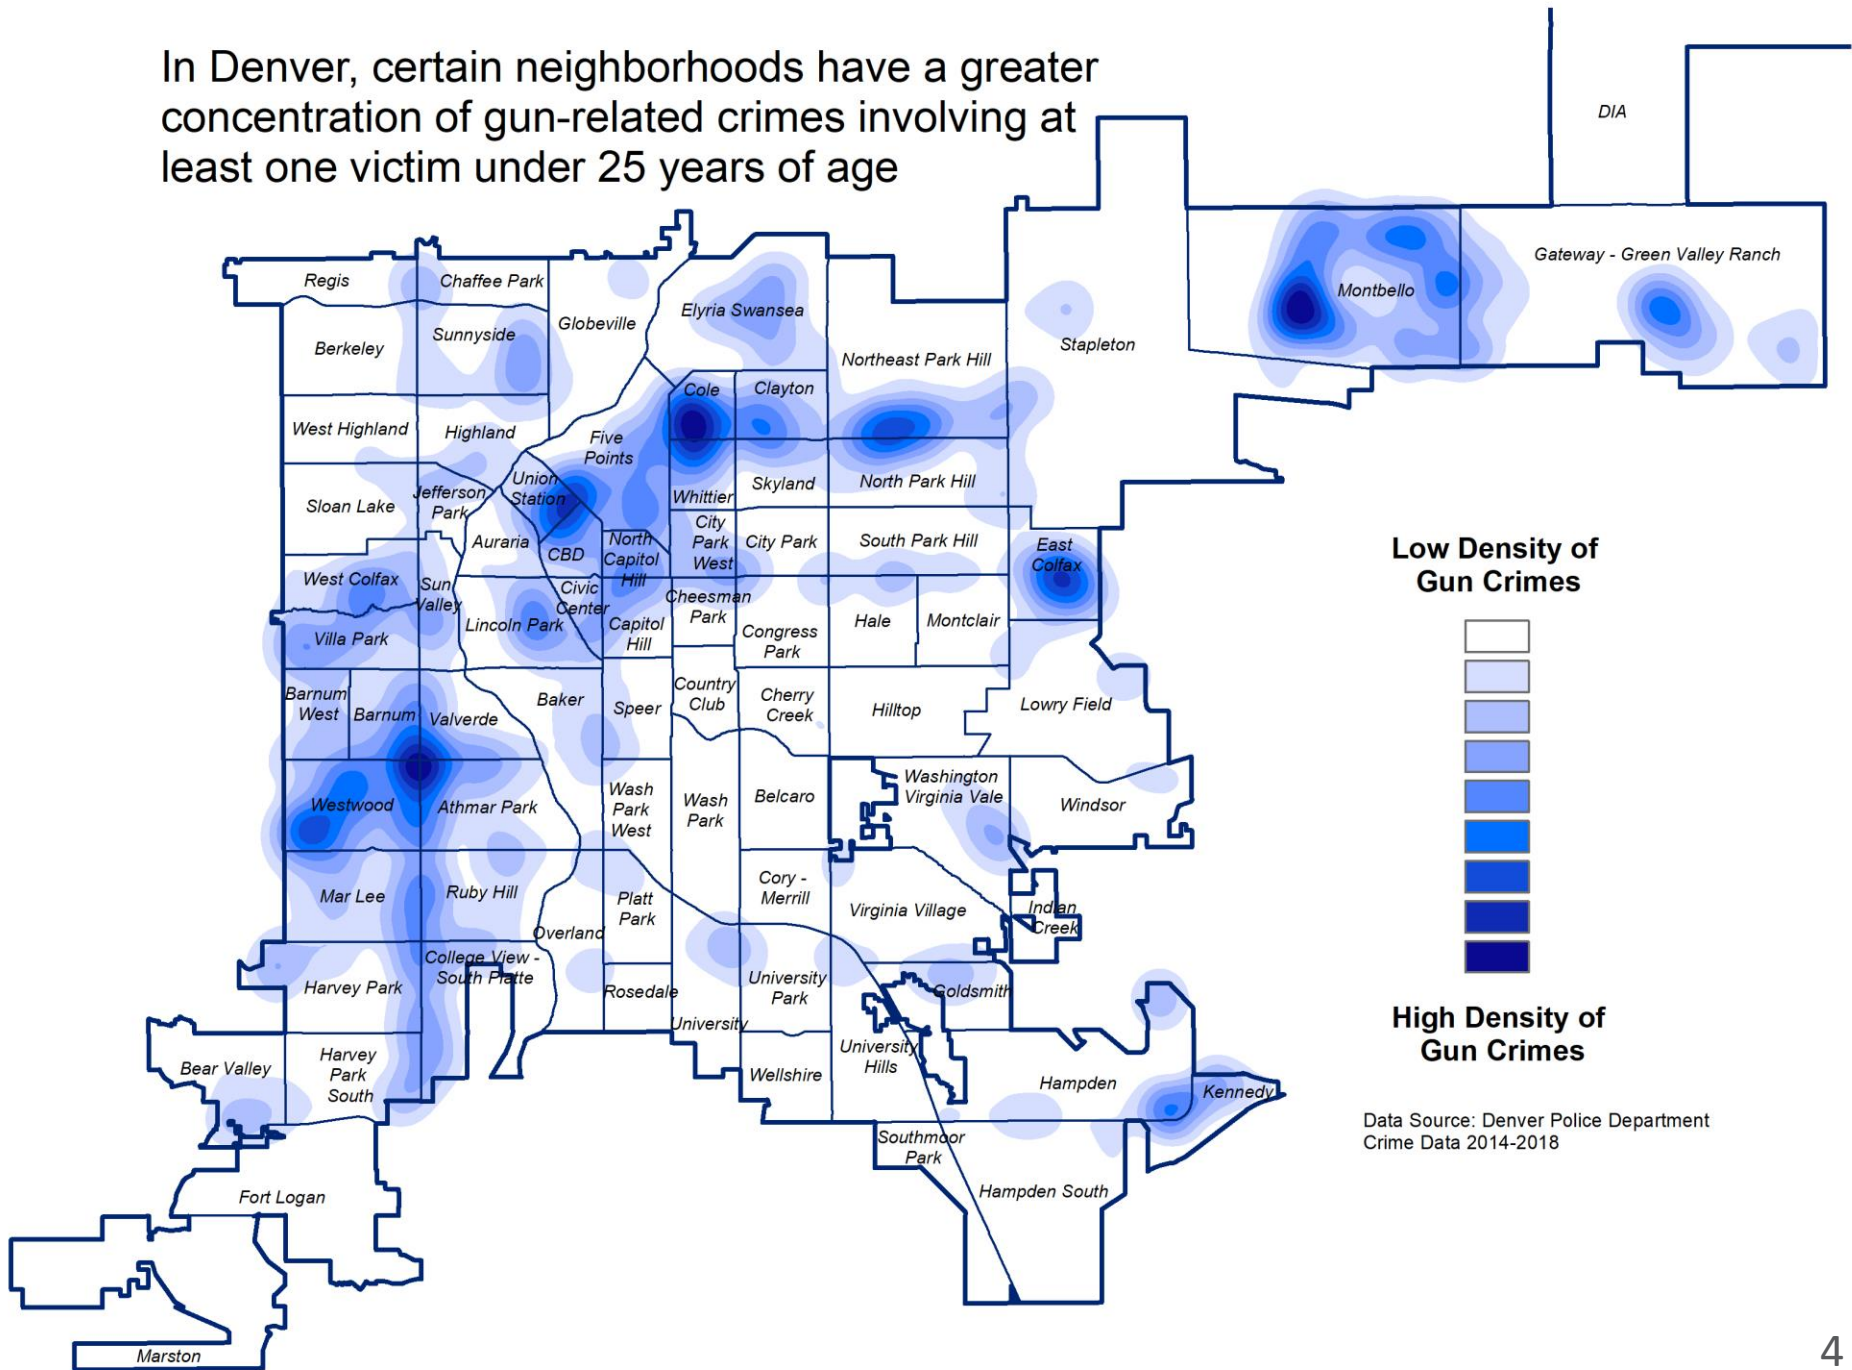 In Denver, certain neighborhoods have a greater
concentration of gun-related crimes involving at
least one victim under 25 years of age
DIA
Gateway - Green Valley Ranch
Montbello
Regis
Chaffee Park
Globeville
Elyria Swansea
Stapleton
Berkeley
Sunnyside
Northeast Park Hill
Cole
Clayton
West Highland
Highland
Five
Points
Union
Station
Whittier
Skyland
North Park Hill
Sloan Lake
Jefferson
Park
Auraria
CBD
North
Capitol
Hill
City
Park
West
City Park
South Park Hill
East
Colfax
West Colfax
Sun
Valley
Civic
Center
Cheesman
Park
Villa Park
Lincoln Park
Capitol
Hill
Congress
Park
Hale
Montclair
Barnum
West
Barnum
Valverde
Baker
Speer
Country
Club
Cherry
Creek
Hilltop
Lowry Field
Westwood
Athmar Park
Wash
Park
West
Wash
Park
Belcaro
Washington
Virginia Vale
Windsor
Mar Lee
Ruby Hill
Overland
Platt
Park
Cory -
Merrill
Virginia Village
Indian
Creek
Harvey Park
College View -
South Platte
Rosedale
University
University
Park
Goldsmith
Bear Valley
Harvey
Park
South
Wellshire
University
Hills
Hampden
Kennedy
Southmoor
Park
Hampden South
Fort Logan
Marston
Low Density of
Gun Crimes
High Density of
Gun Crimes
Data Source: Denver Police Department
Crime Data 2014-2018
4